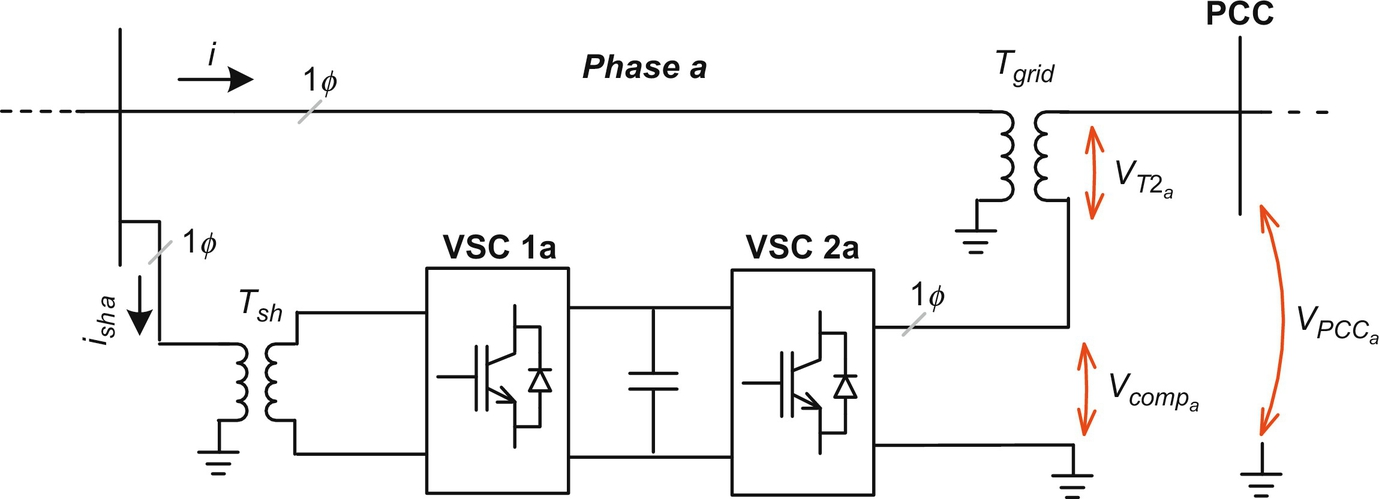 PCC
i
1ϕ
Phase a
T_grid
V_T2a
1ϕ
VSC 1a
VSC 2a
i_sha
T_sh
1ϕ
V_PCCa
V_compa